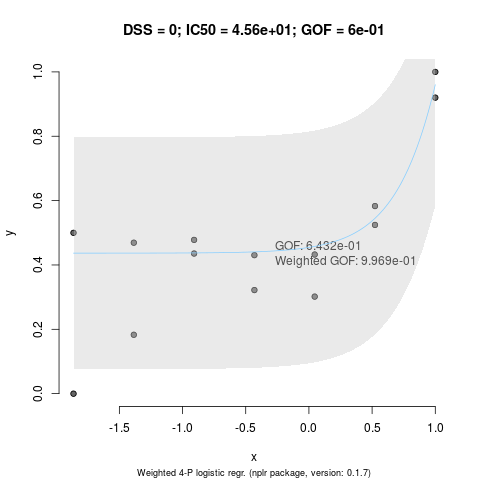 DSS = 0; IC50 = 4.56e+01; GOF = 6e-01
1.0
0.8
0.6
0.4
0.2
0.0
y
GOF: 6.432e-01
Weighted GOF: 9.969e-01
-1.5 -1.0 -0.5 0.0 0.5 1.0
x
Weighted 4-P logistic regr. (nplr package, version: 0.1.7)